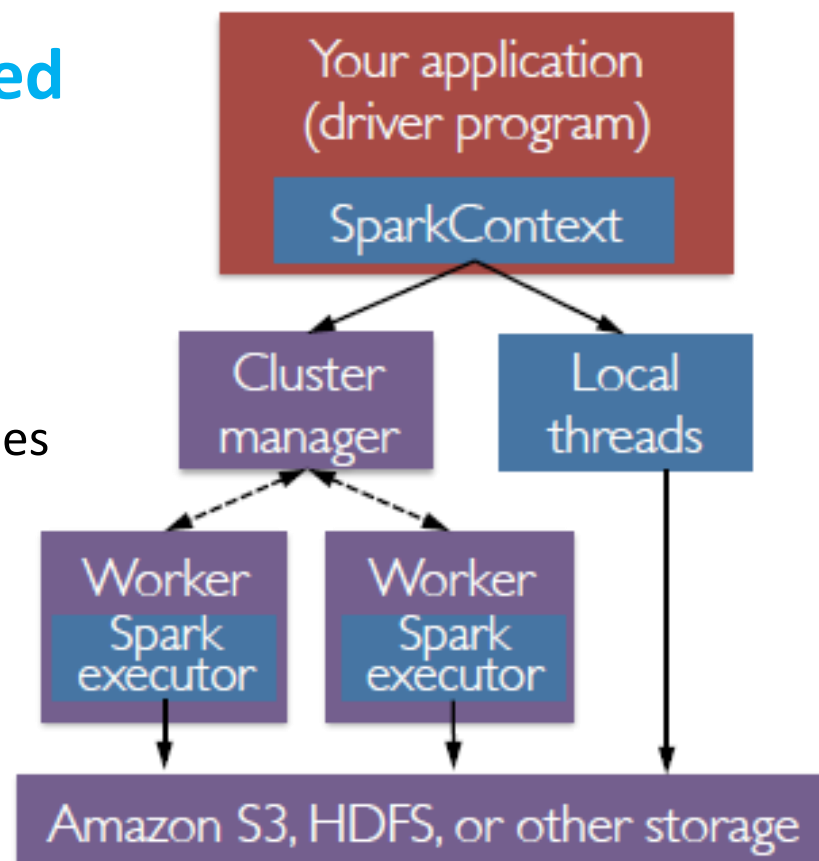 ed
Your application
(driver program)
SparkContext
Cluster
manager
Local
threads
es
Worker
Spark
executor
Worker
Spark
executor
Amazon S3, HDFS, or other storage